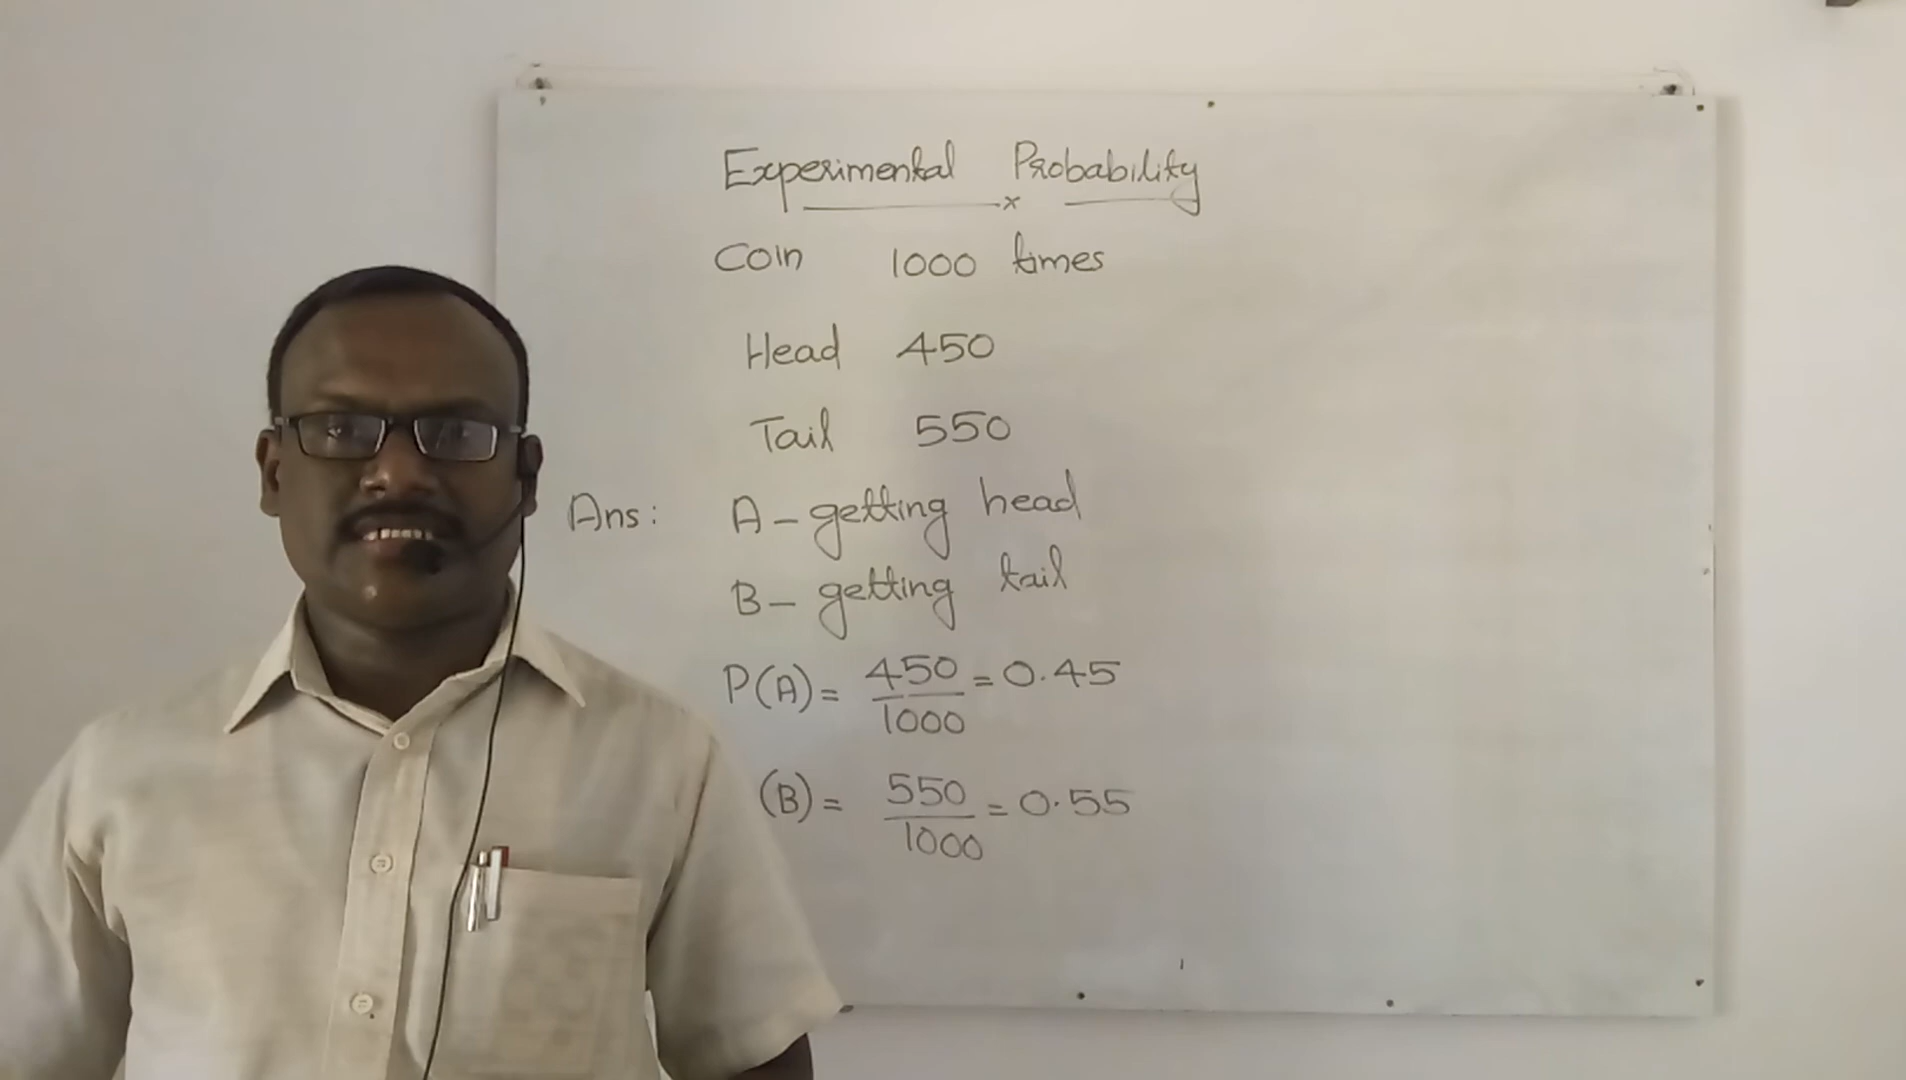 Experimental Probability
x
Coin 1000 times
Head 450
Tail 550
Ans: A – getting head
B – getting tail
P(A) = 450/1000 = 0.45
(B) = 550/1000 = 0.55